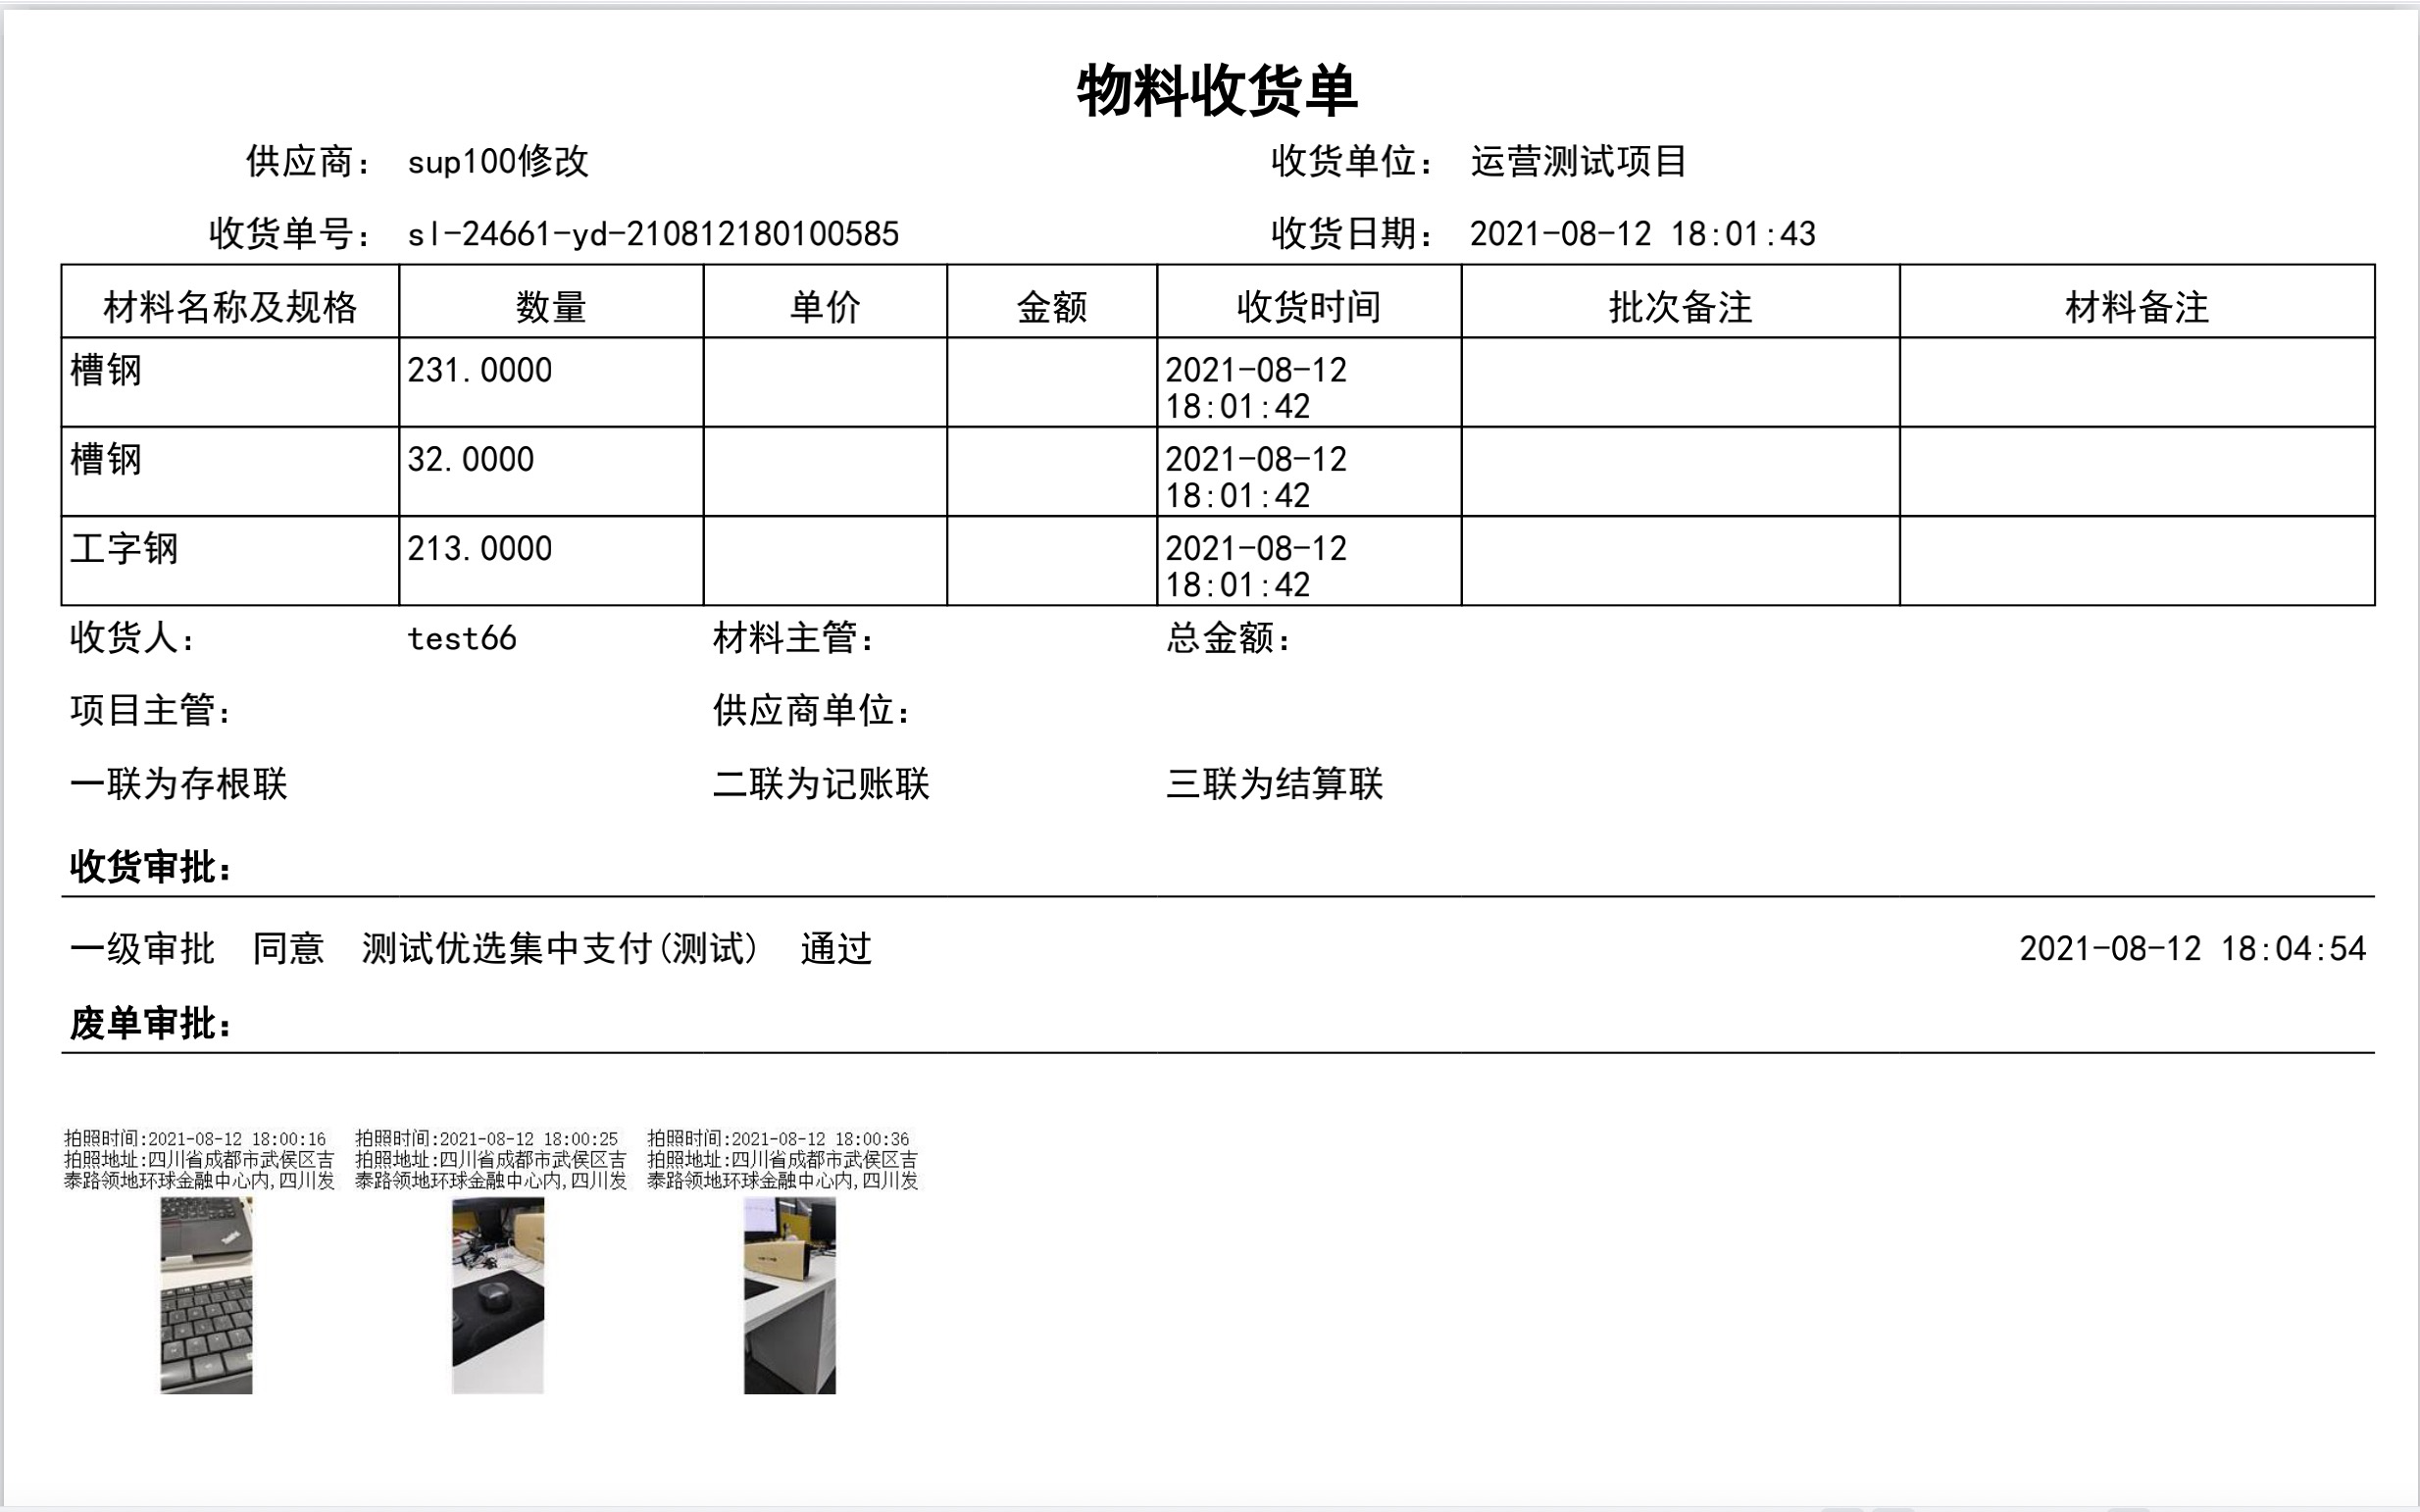 物料收货单
供应商： sup100修改 收货单位： 运营测试项目
收货单号： sl-24661-yd-210812180100585 收货日期： 2021-08-12 18:01:43
材料名称及规格 数量 单价 金额 收货时间 批次备注 材料备注
槽钢 231.0000 2021-08-12
18:01:42
槽钢 32.0000 2021-08-12
18:01:42
工字钢 213.0000 2021-08-12
18:01:42
收货人： test66 材料主管： 总金额：
项目主管： 供应商单位：
一联为存根联 二联为记账联 三联为结算联
收货审批：
一级审批 同意 测试优选集中支付(测试) 通过 2021-08-12 18:04:54
废单审批：
拍照时间:2021-08-12 18:00:16
拍照地址:四川省成都市武侯区吉
泰路领地环球金融中心内,四川发
拍照时间:2021-08-12 18:00:25
拍照地址:四川省成都市武侯区吉
泰路领地环球金融中心内,四川发
拍照时间:2021-08-12 18:00:36
拍照地址:四川省成都市武侯区吉
泰路领地环球金融中心内,四川发